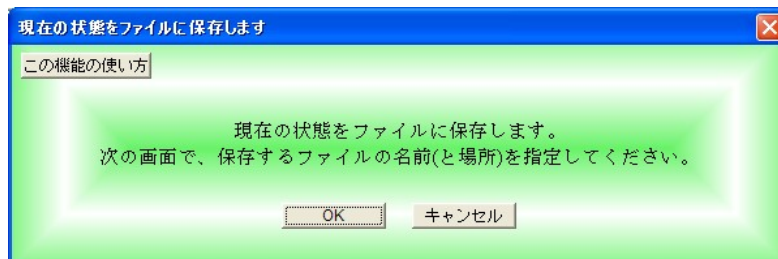 現在の状態をファイルに保存します
この機能の使い方
現在の状態をファイルに保存します。
次の画面で、保存するファイルの名前(と場所)を指定してください。
OK
キャンセル